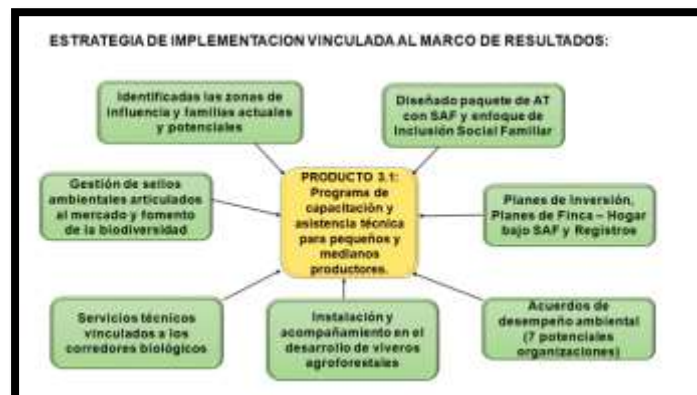 ESTRATEGIA DE IMPLEMENTACION VINCULADA AL MARCO DE RESULTADOS:
Identificadas las zonas de
influencia y familias actuales
y potenciales
Diseñado paquete de AT
con SAF y enfoque de
Inclusión Social Familiar
Gestión de sellos
ambientales articulados
al mercado y fomento
de la biodiversidad
PRODUCTO 3.1:
Programa de
capacitación y
asistencia técnica
para pequeños y
medianos
productores.
Planes de Inversión,
Planes de Finca – Hogar
bajo SAF y Registros
Servicios técnicos
vinculados a los
corredores biológicos
Instalación y
acompañamiento en el
desarrollo de viveros
agroforestales
Acuerdos de
desempeño ambiental
(7 potenciales
organizaciones)